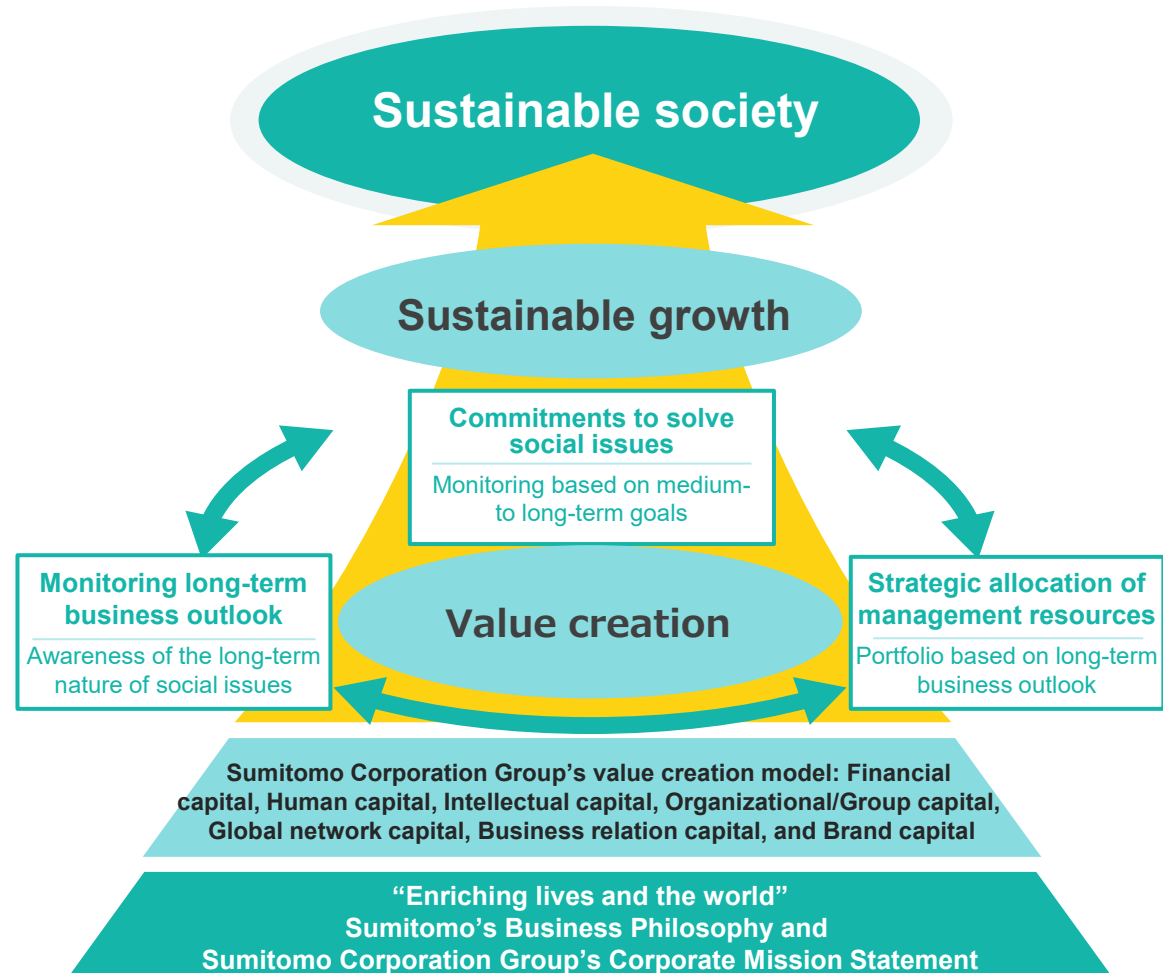 Sustainable society
Sustainable growth
Commitments to solve
social issues
Monitoring based on medium-
to long-term goals
Monitoring long-term
business outlook
Awareness of the long-term
nature of social issues
Value creation
Strategic allocation of
management resources
Portfolio based on long-term
business outlook
Sumitomo Corporation Group’s value creation model: Financial
capital, Human capital, Intellectual capital, Organizational/Group capital,
Global network capital, Business relation capital, and Brand capital
“Enriching lives and the world”
Sumitomo’s Business Philosophy and
Sumitomo Corporation Group’s Corporate Mission Statement